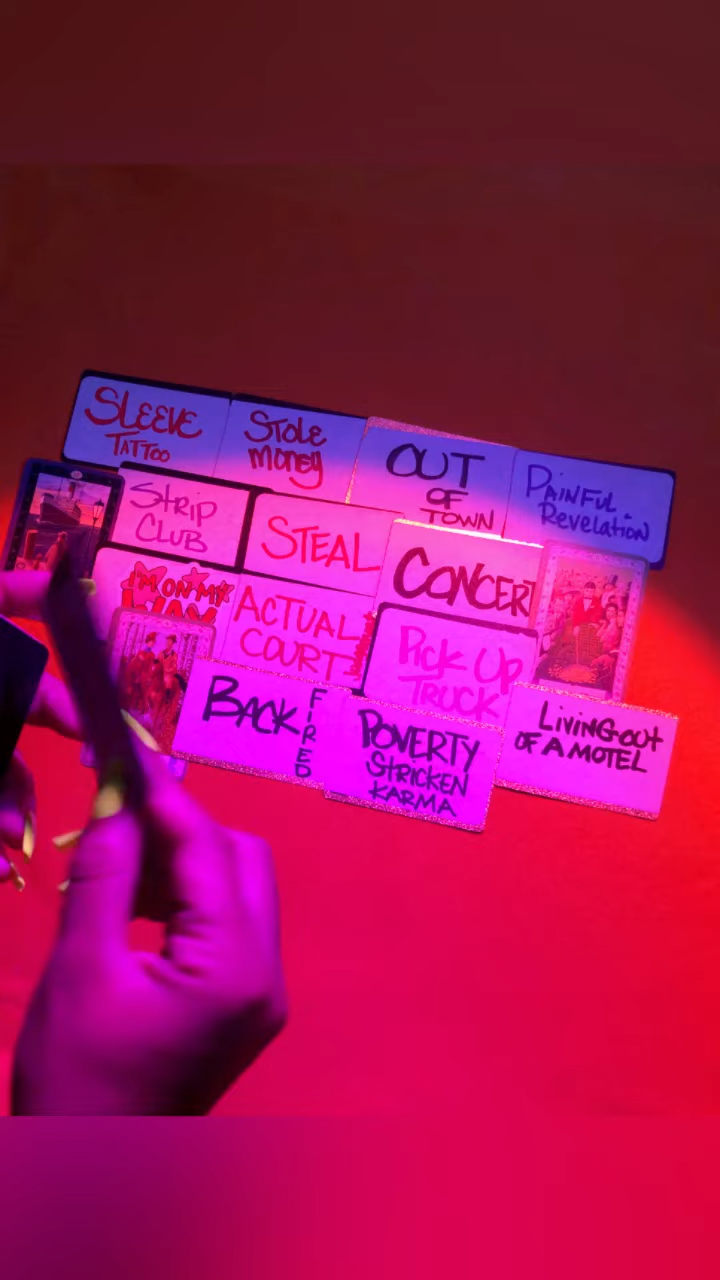 SLEEVE
TATTOO
STOLE
MONEY
OUT
OF
TOWN
PAINFUL
Revelation
STRIP
CLUB
STEAL
CONCERT
I'M ON MY
WAY
ACTUAL
COURT
Pick Up
TRUCK
BACK
FIRED
POVERTY
STRICKEN
KARMA
LIVING OUT
OF A MOTEL